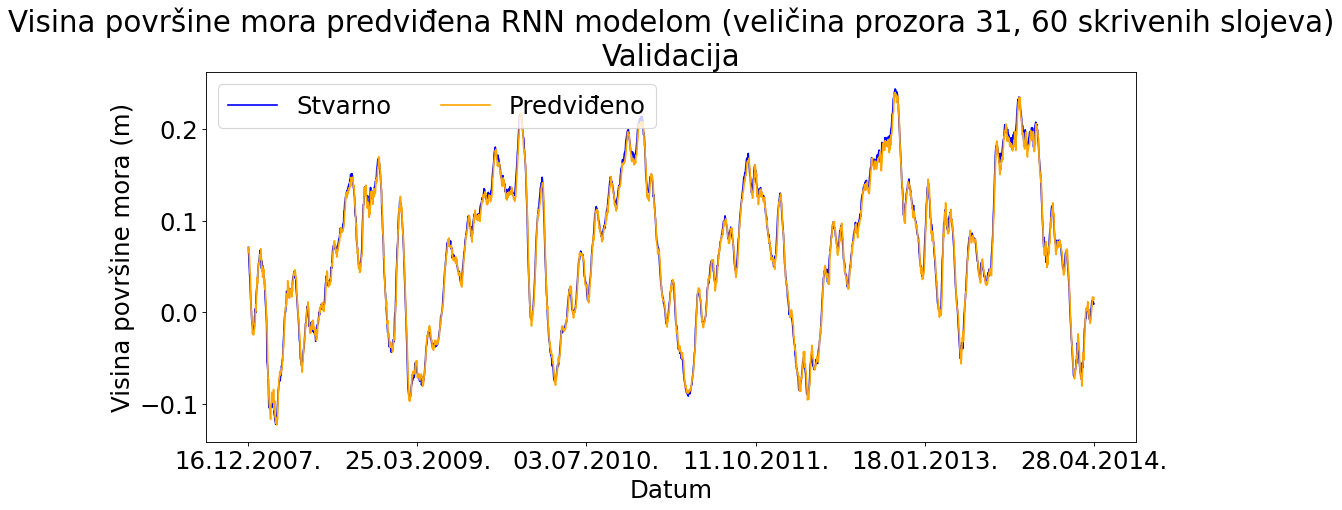 Visina površine mora predviđena RNN modelom (veličina prozora 31, 60 skrivenih slojeva)
Validacija
Stvarno Predviđeno
Visina površine mora (m)
0.2
0.1
0.0
−0.1
16.12.2007. 25.03.2009. 03.07.2010. 11.10.2011. 18.01.2013. 28.04.2014.
Datum